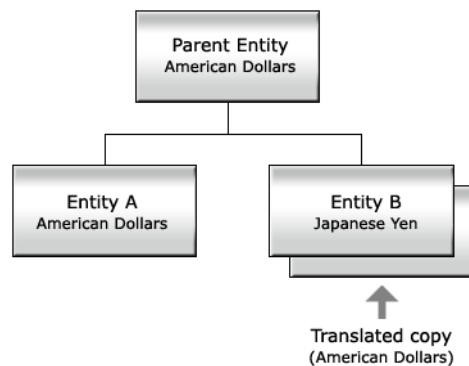 Parent Entity
American Dollars
Entity A
American Dollars
Entity B
Japanese Yen
Translated copy
(American Dollars)